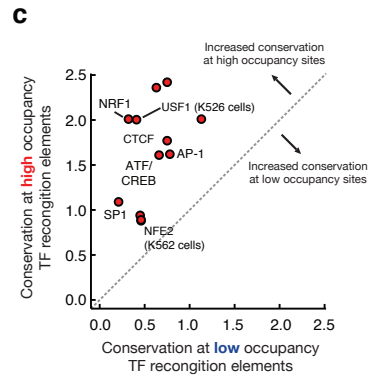 c
Increased conservation
at high occupancy sites
Conservation at high occupancy
TF recongition elements
2.5
2.0
1.5
1.0
0.5
0.0
NRF1
USF1 (K526 cells)
CTCF
AP-1
ATF/
CREB
SP1
NFE2
(K562 cells)
Increased conservation
at low occupancy sites
0.0 0.5 1.0 1.5 2.0 2.5
Conservation at low occupancy
TF recongition elements